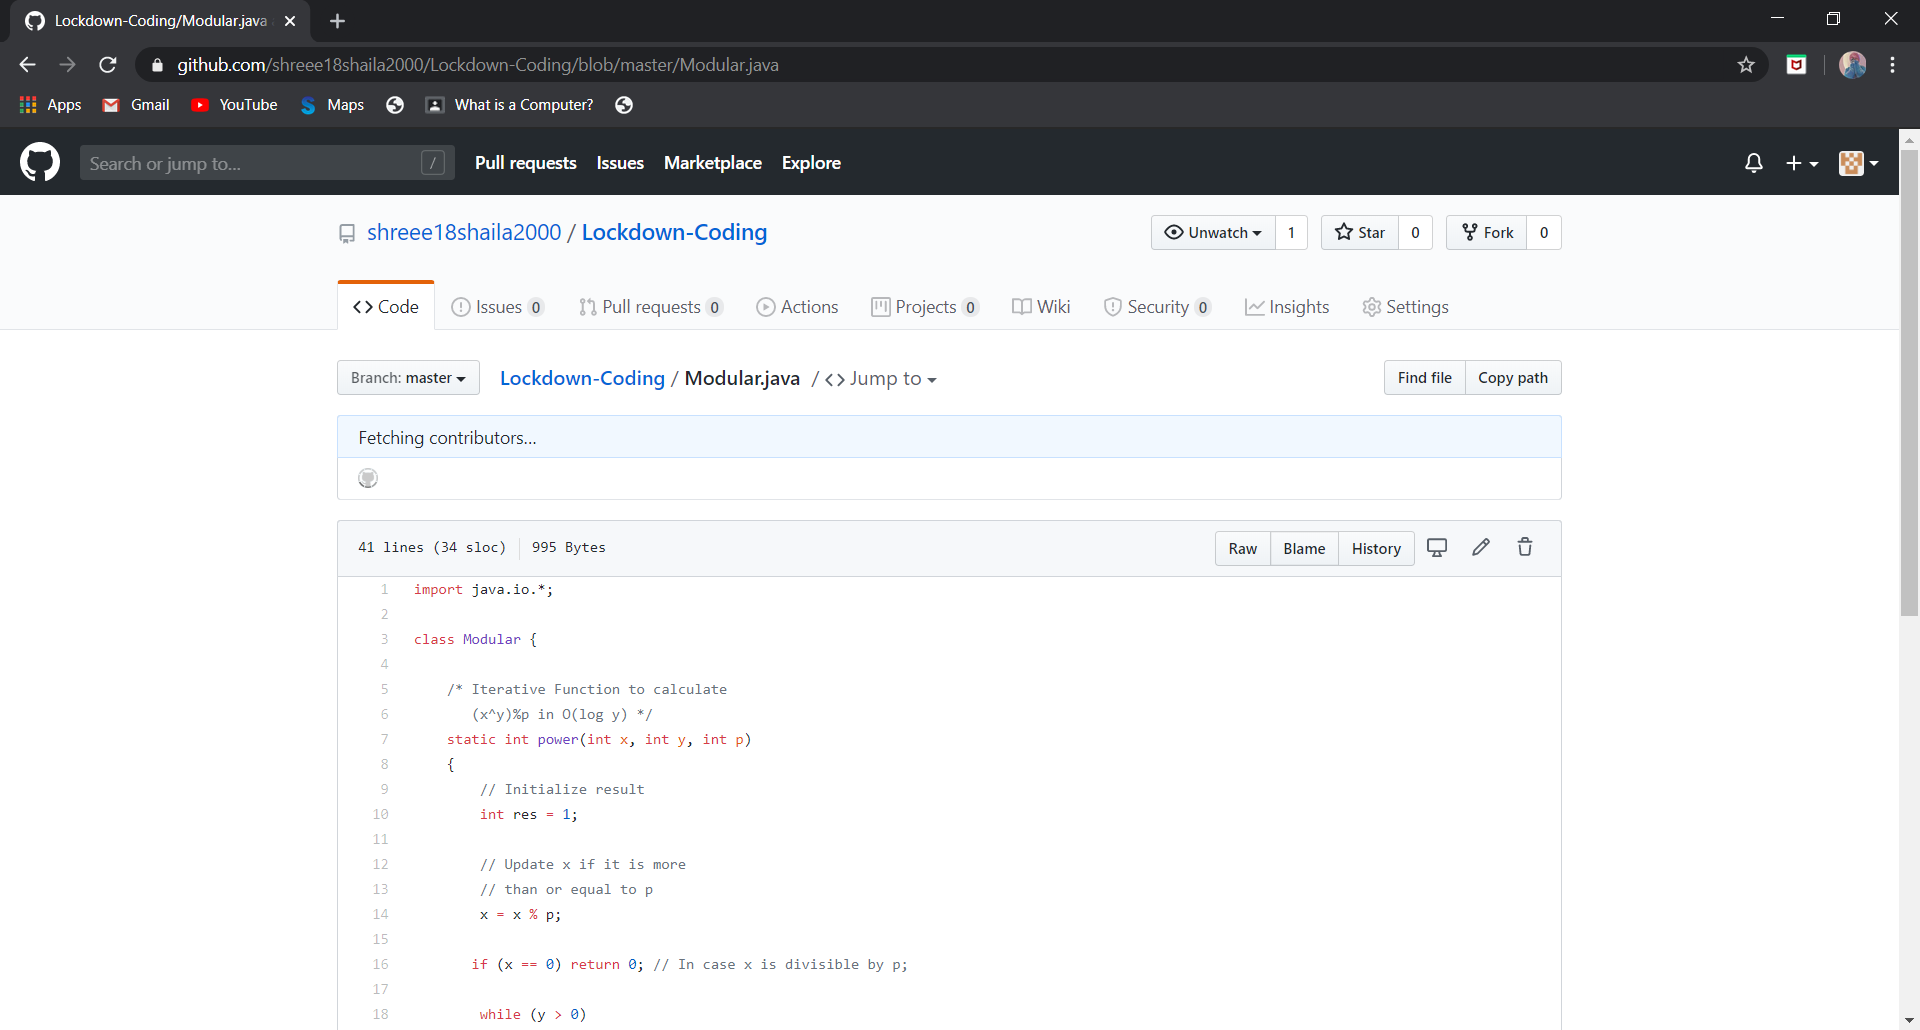 Lockdown-Coding/Modular.java
github.com/shreee18shaila2000/Lockdown-Coding/blob/master/Modular.java
Apps Gmail YouTube Maps What is a Computer?
Search or jump to... / Pull requests Issues Marketplace Explore
shreee18shaila2000 / Lockdown-Coding Unwatch 1 Star 0 Fork 0
Code Issues 0 Pull requests 0 Actions Projects 0 Wiki Security 0 Insights Settings
Branch: master Lockdown-Coding / Modular.java / <> Jump to Find file Copy path
Fetching contributors…
41 lines (34 sloc) 995 Bytes Raw Blame History
1 import java.io.*;
2
3 class Modular {
4
5 /* Iterative Function to calculate
6 (x^y)%p in O(log y) */
7 static int power(int x, int y, int p)
8 {
9 // Initialize result
10 int res = 1;
11
12 // Update x if it is more
13 // than or equal to p
14 x = x % p;
15
16 if (x == 0) return 0; // In case x is divisible by p;
17
18 while (y > 0)